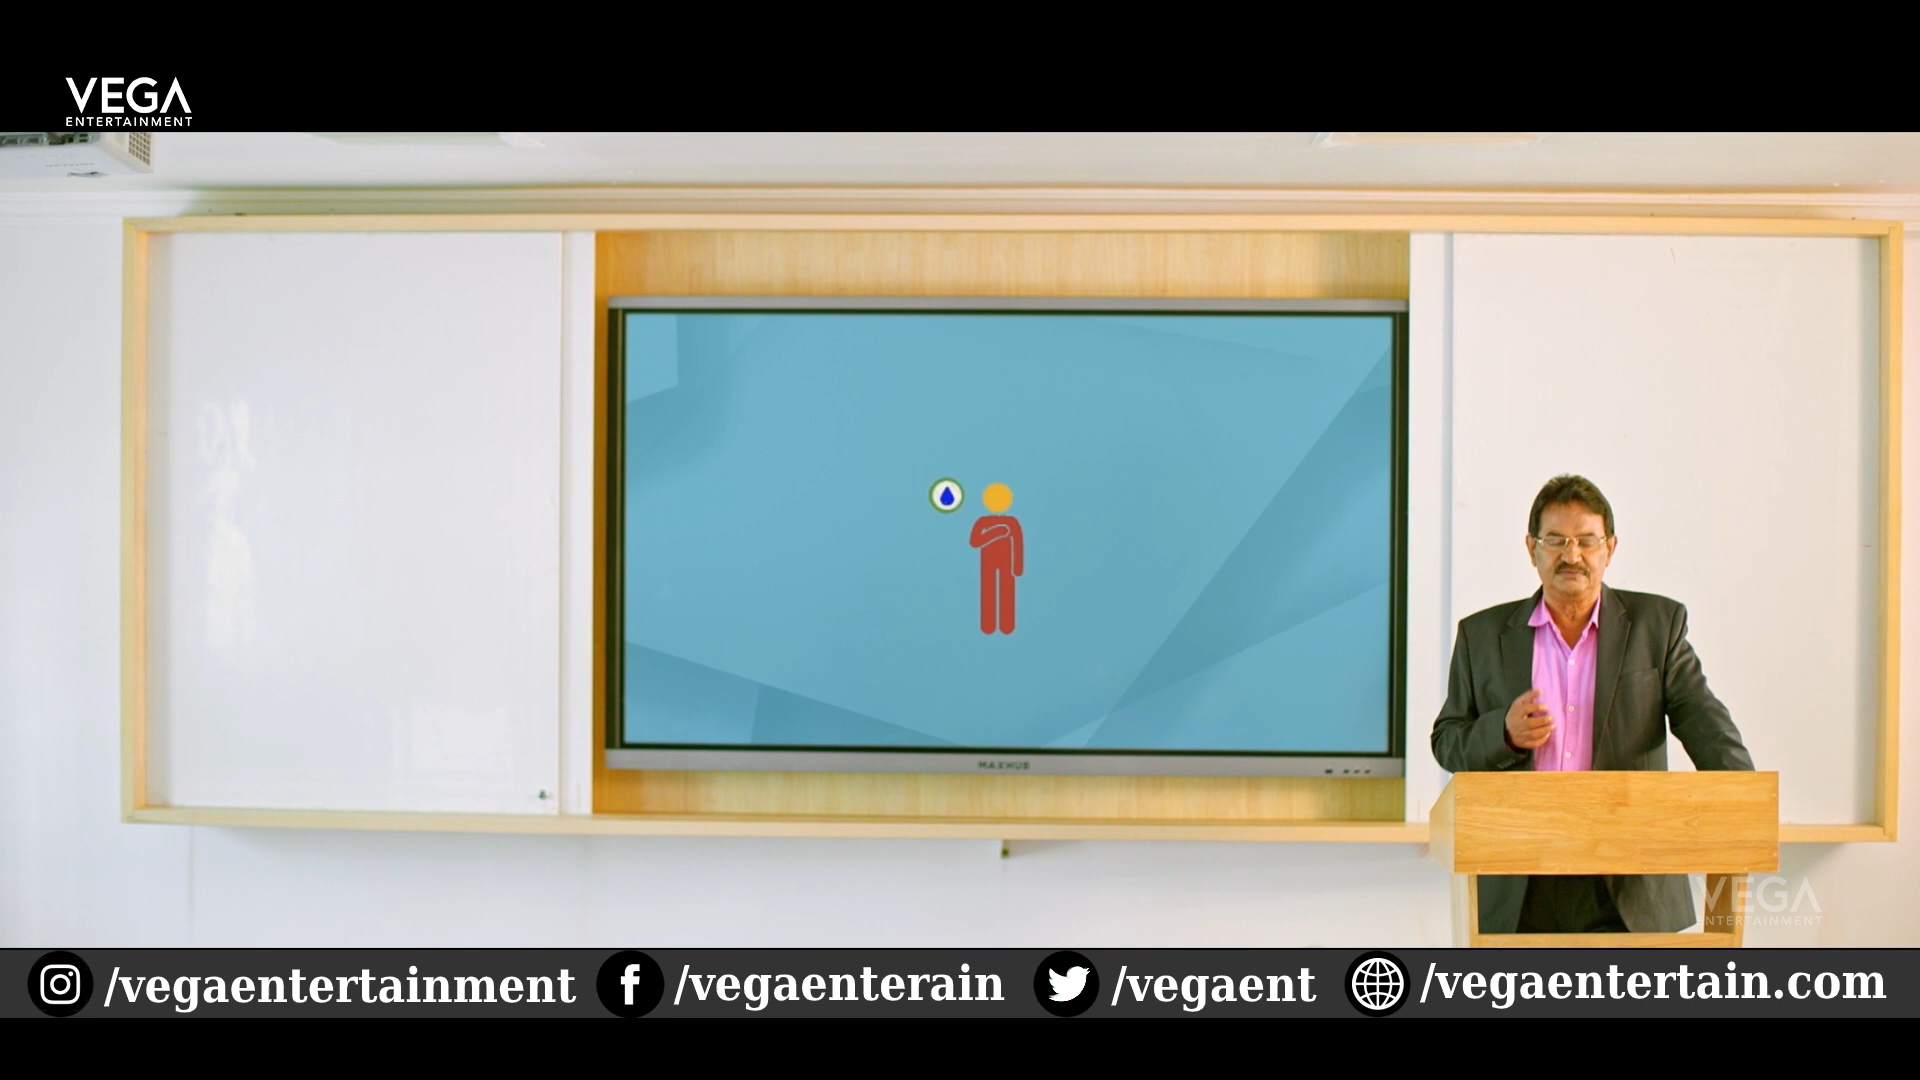 VEGA
ENTERTAINMENT
MAXHUB
VEGA
ENTERTAINMENT
/vegaentertainment /vegaenterain /vegaent /vegaentertain.com